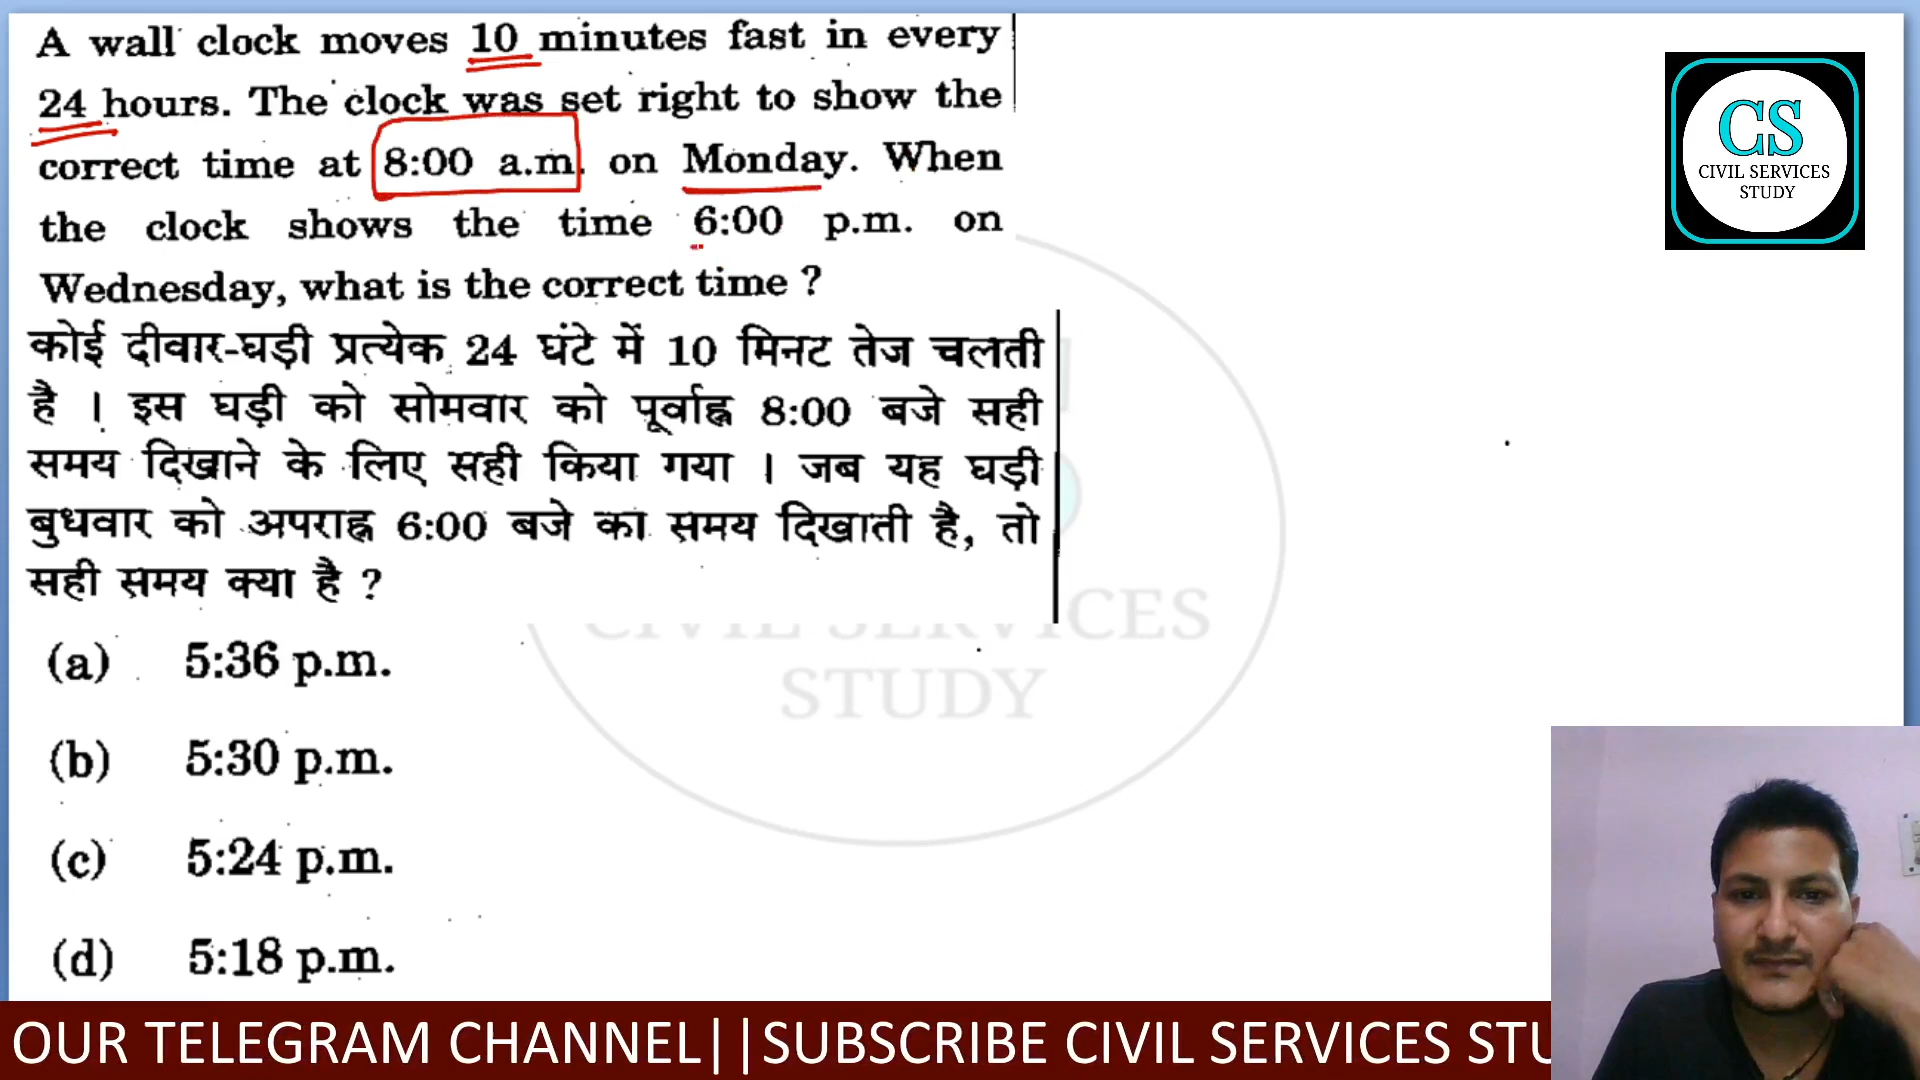 A wall clock moves 10 minutes fast in every
24 hours. The clock was set right to show the
correct time at 8:00 a.m. on Monday. When
the clock shows the time 6:00 p.m. on
Wednesday, what is the correct time ?
कोई दीवार-घड़ी प्रत्येक 24 घंटे में 10 मिनट तेज चलती
है । इस घड़ी को सोमवार को पूर्वाह्न 8:00 बजे सही
समय दिखाने के लिए सही किया गया । जब यह घड़ी
बुधवार को अपराह्न 6:00 बजे का समय दिखाती है, तो
सही समय क्या है ?
(a) 5:36 p.m.
(b) 5:30 p.m.
(c) 5:24 p.m.
(d) 5:18 p.m.
CS
CIVIL SERVICES
STUDY
CIVIL SERVICES
STUDY
OUR TELEGRAM CHANNEL||SUBSCRIBE CIVIL SERVICES STU